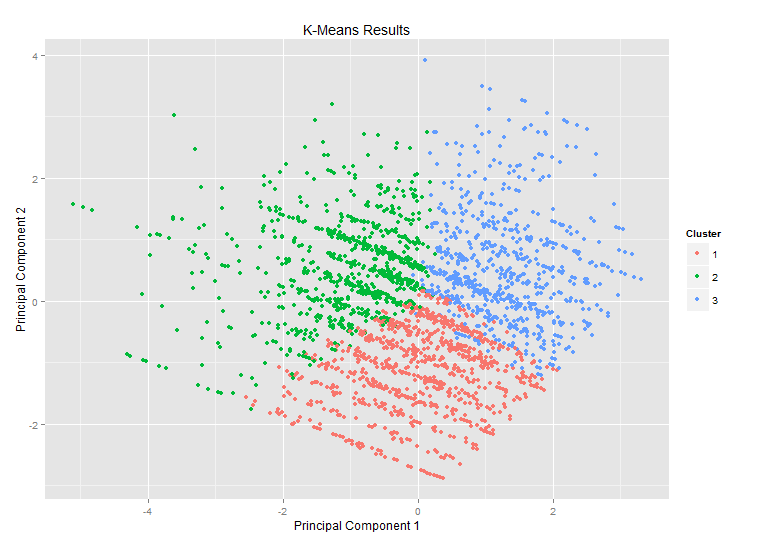 K-Means Results
4
2
0
-2
Principal Component 2
-4
-2
0
2
Principal Component 1
Cluster
1
2
3